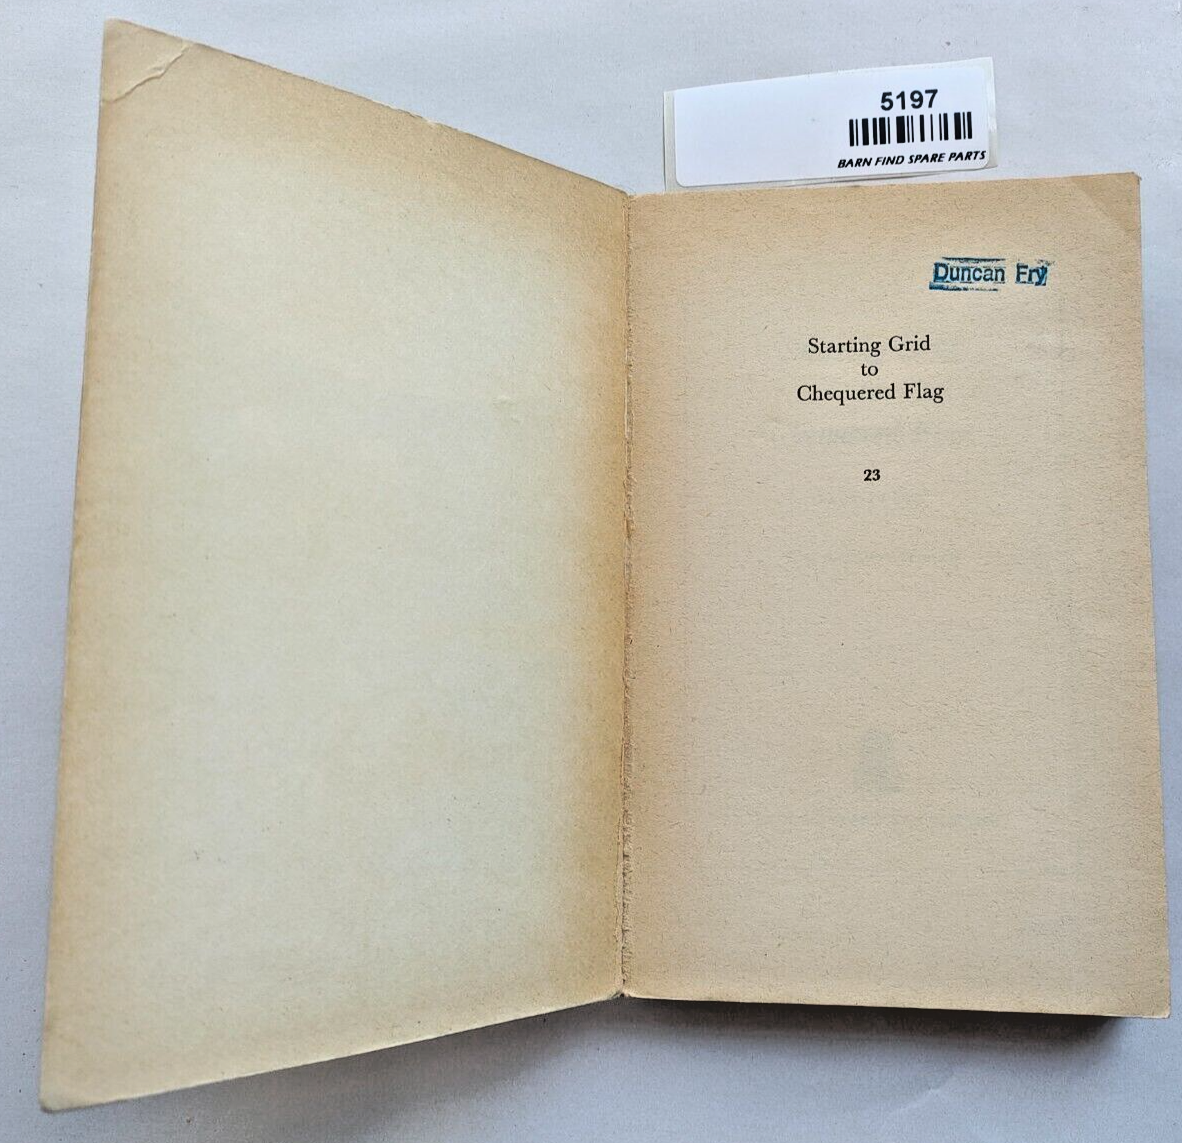 5197
BARN FIND SPARE PARTS
Duncan Fry
Starting Grid
to
Chequered Flag
23